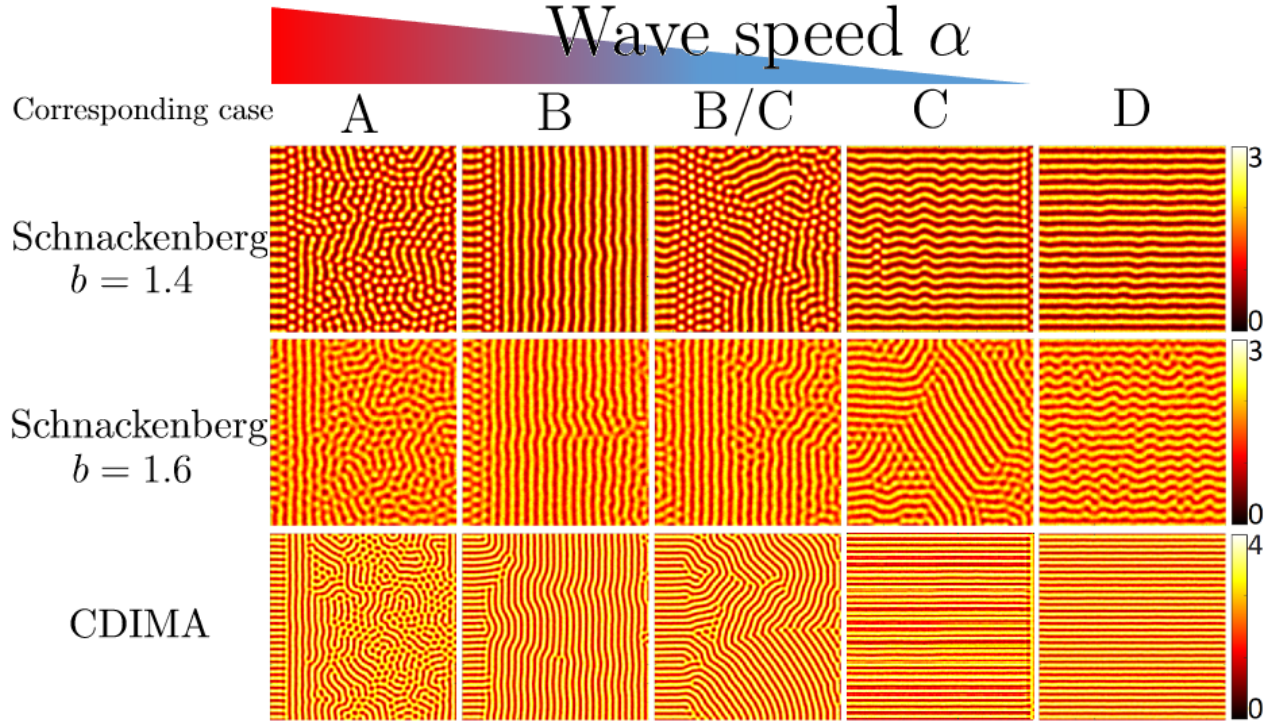 Wave speed α
Corresponding case
A
B
B/C
C
D
Schnackenberg
b = 1.4
3
0
Schnackenberg
b = 1.6
3
0
CDIMA
4
0